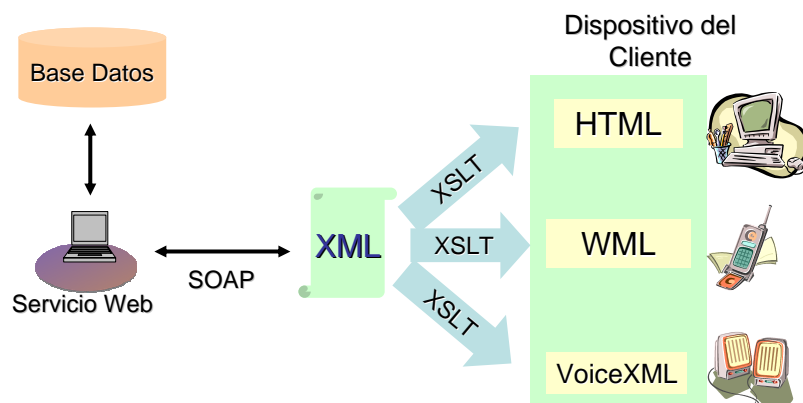 Dispositivo del
Cliente
Base Datos
HTML
XSLT
XML
XSLT
WML
SOAP
Servicio Web
XSLT
VoiceXML